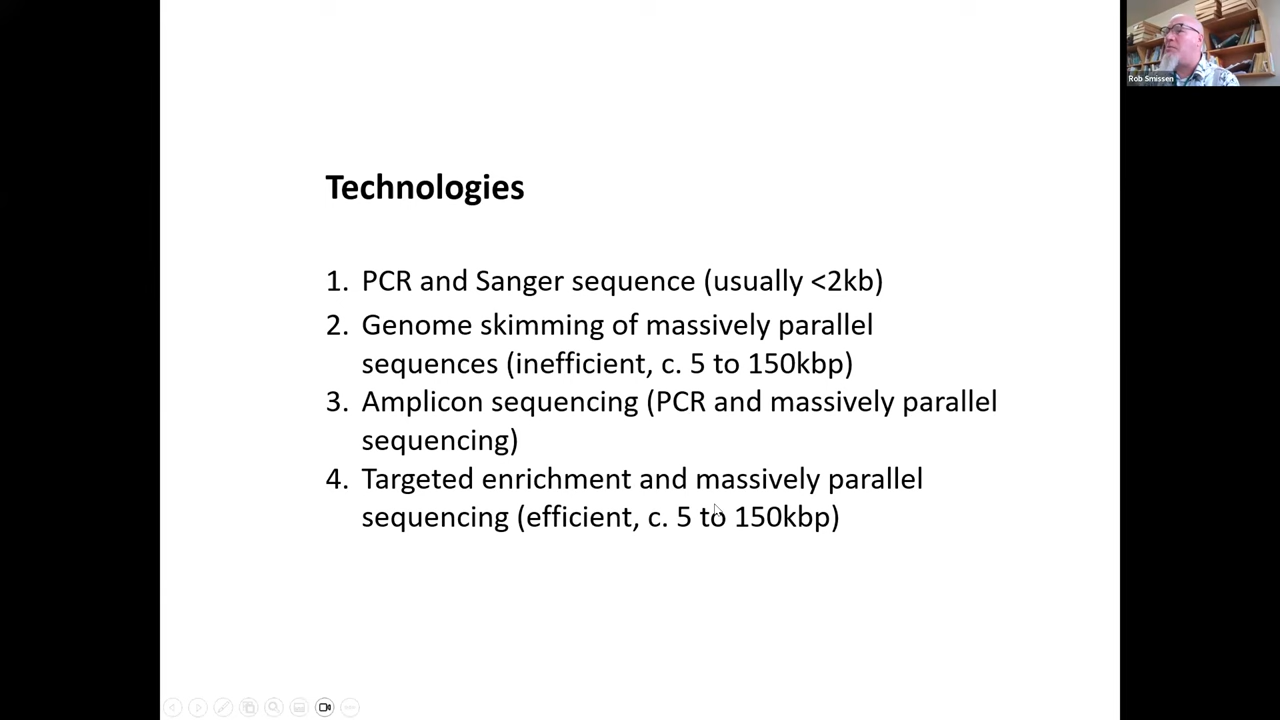 Rob Smissen
Technologies
1. PCR and Sanger sequence (usually <2kb)
2. Genome skimming of massively parallel
sequences (inefficient, c. 5 to 150kbp)
3. Amplicon sequencing (PCR and massively parallel
sequencing)
4. Targeted enrichment and massively parallel
sequencing (efficient, c. 5 to 150kbp)